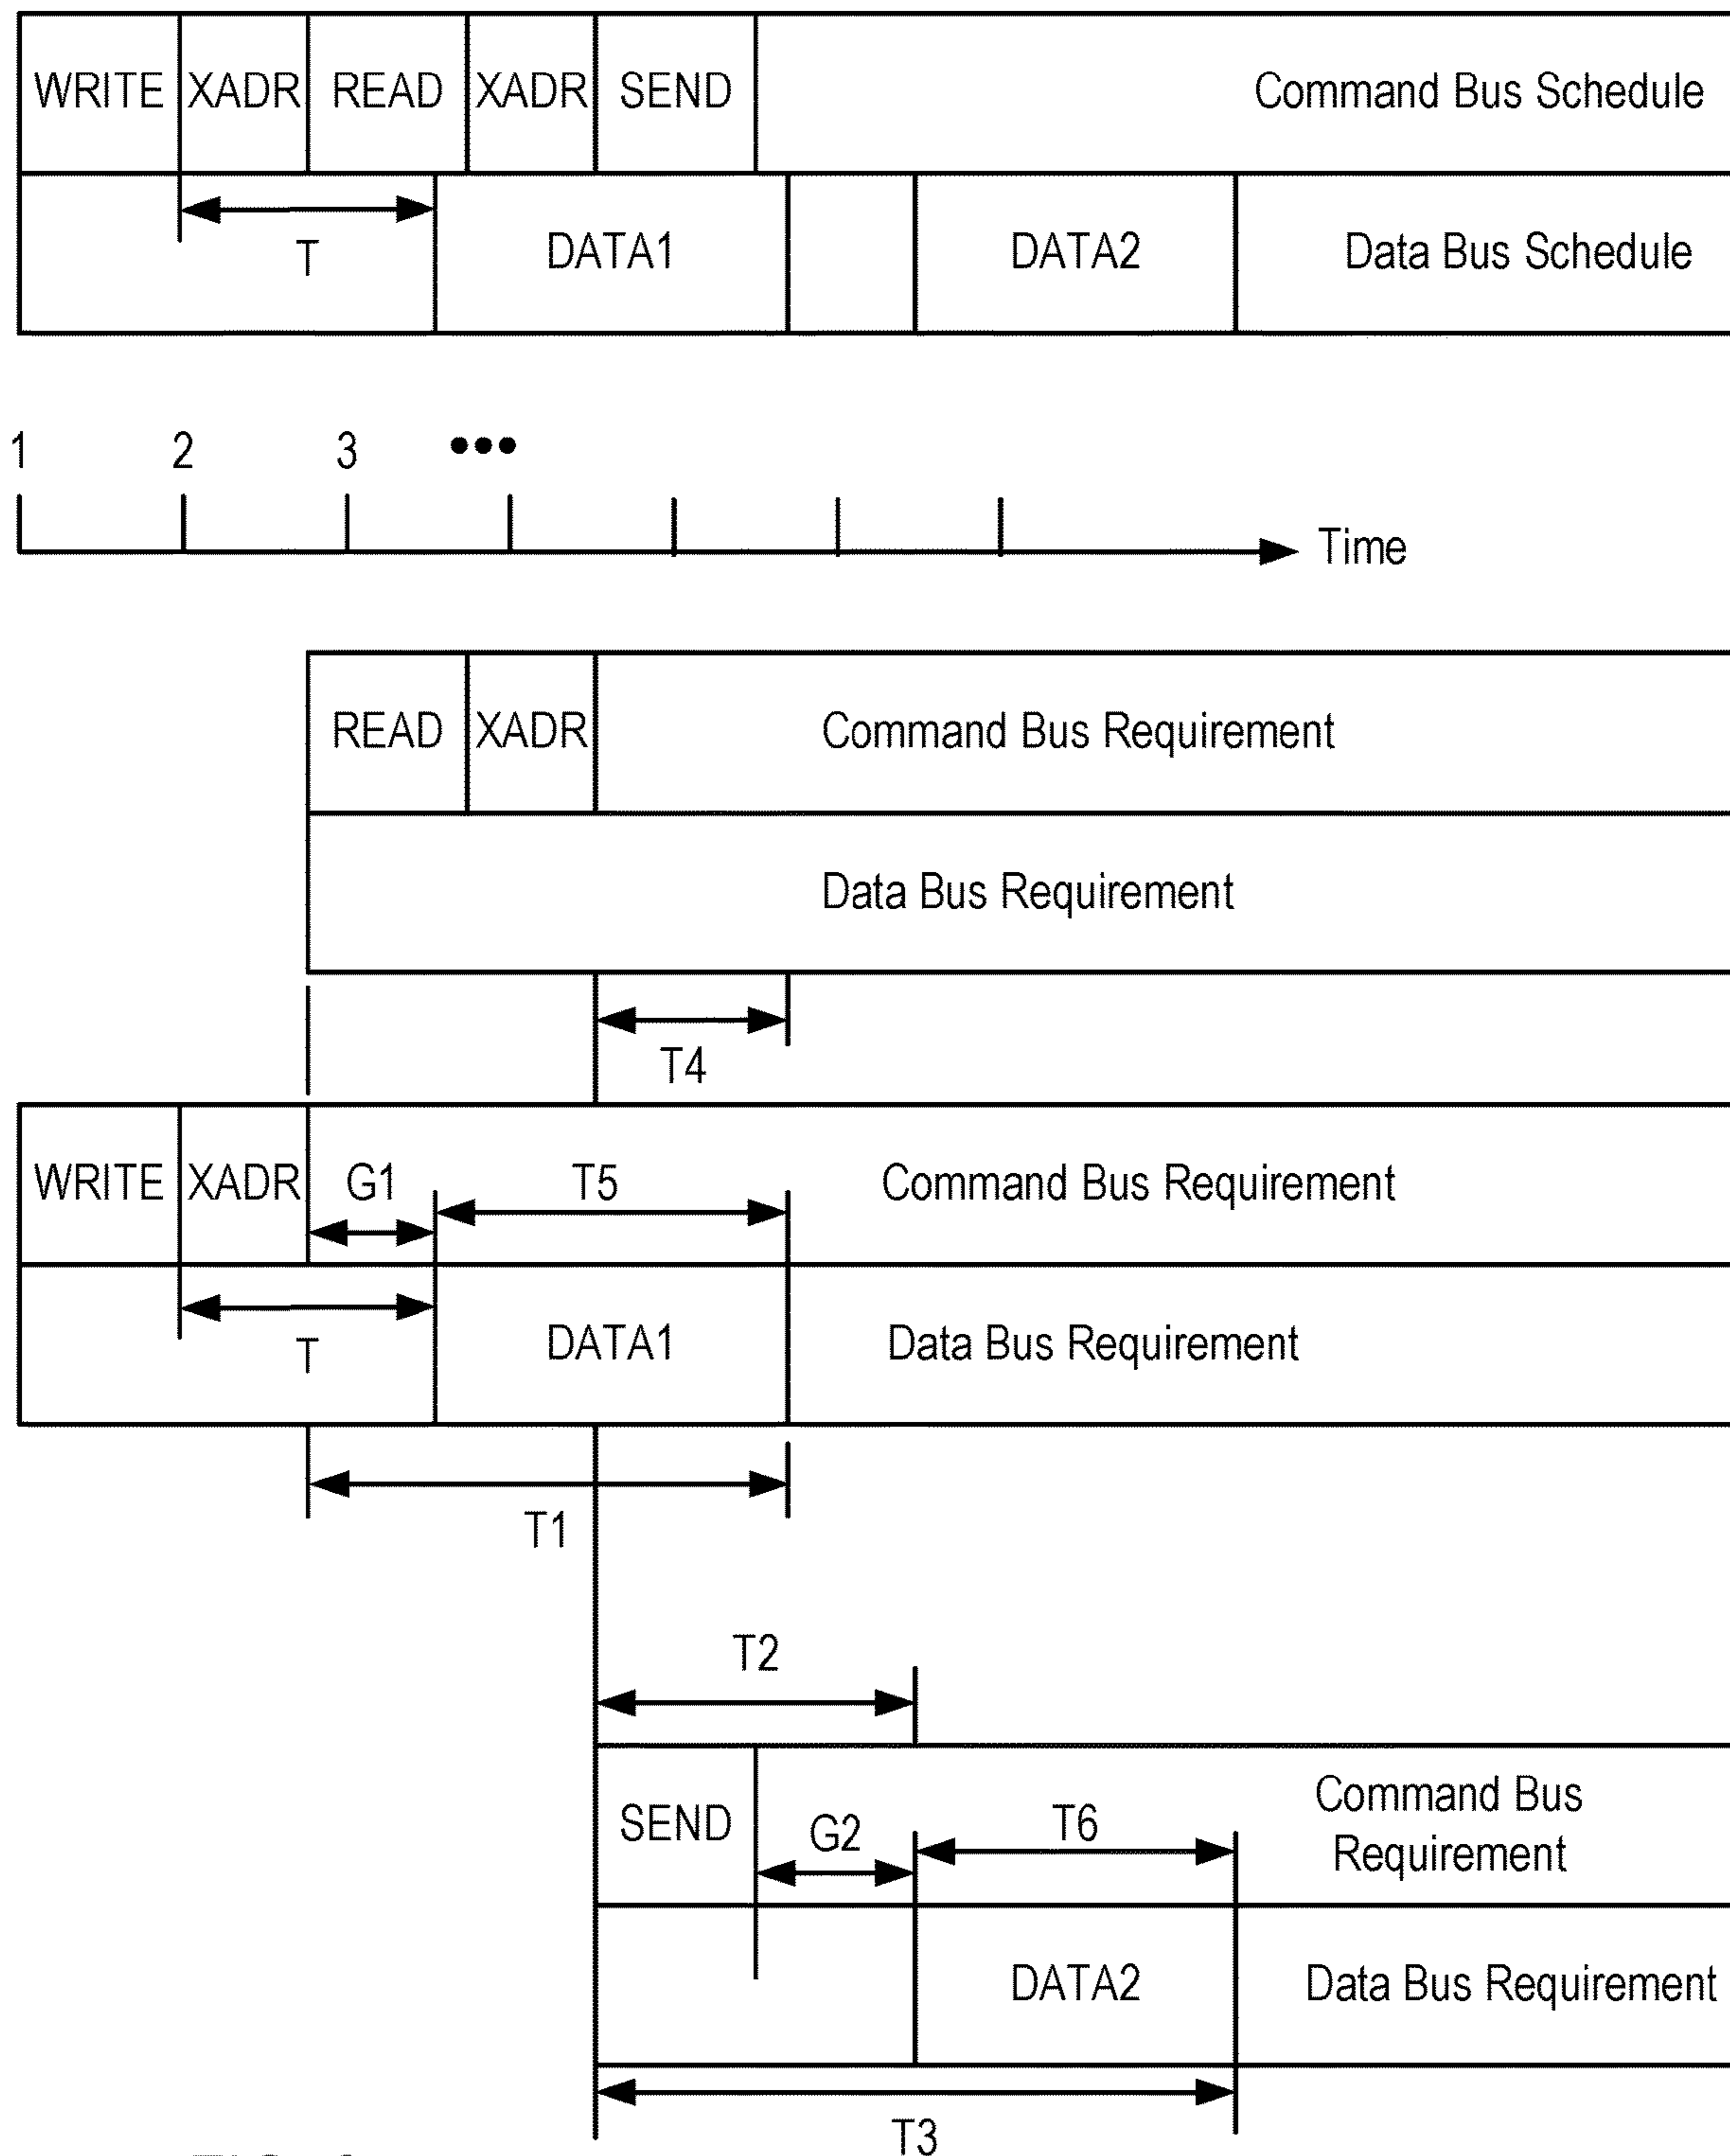 WRITE XADR READ XADR SEND Command Bus Schedule
T DATA1 DATA2 Data Bus Schedule
1 2 3 •••
Time
READ XADR Command Bus Requirement
Data Bus Requirement
T4
WRITE XADR G1 T5 Command Bus Requirement
T DATA1 Data Bus Requirement
T1
T2
SEND G2 T6 Command Bus
Requirement
DATA2 Data Bus Requirement
T3